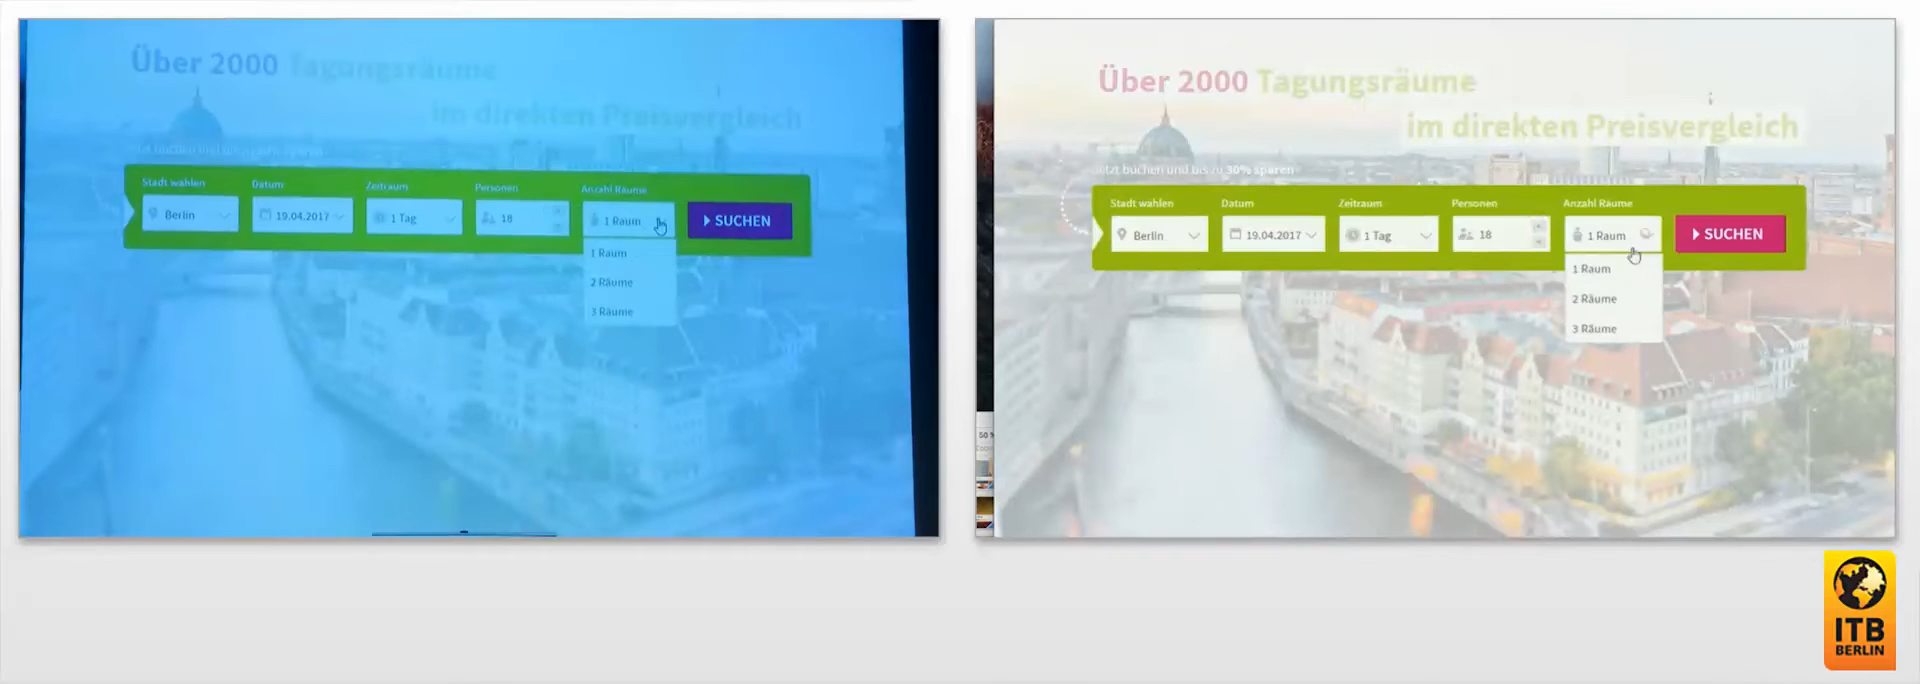 Über 2000 Tagungsräume
im direkten Preisvergleich
Stadt wählen Datum Zeitraum Personen Anzahl Räume
Berlin 19.04.2017 1 Tag 18 1 Raum SUCHEN
1 Raum
2 Räume
3 Räume
Über 2000 Tagungsräume
im direkten Preisvergleich
Jetzt buchen und bis zu 30% sparen
Stadt wählen Datum Zeitraum Personen Anzahl Räume
Berlin 19.04.2017 1 Tag 18 1 Raum SUCHEN
1 Raum
2 Räume
3 Räume
50 %
ITB
BERLIN